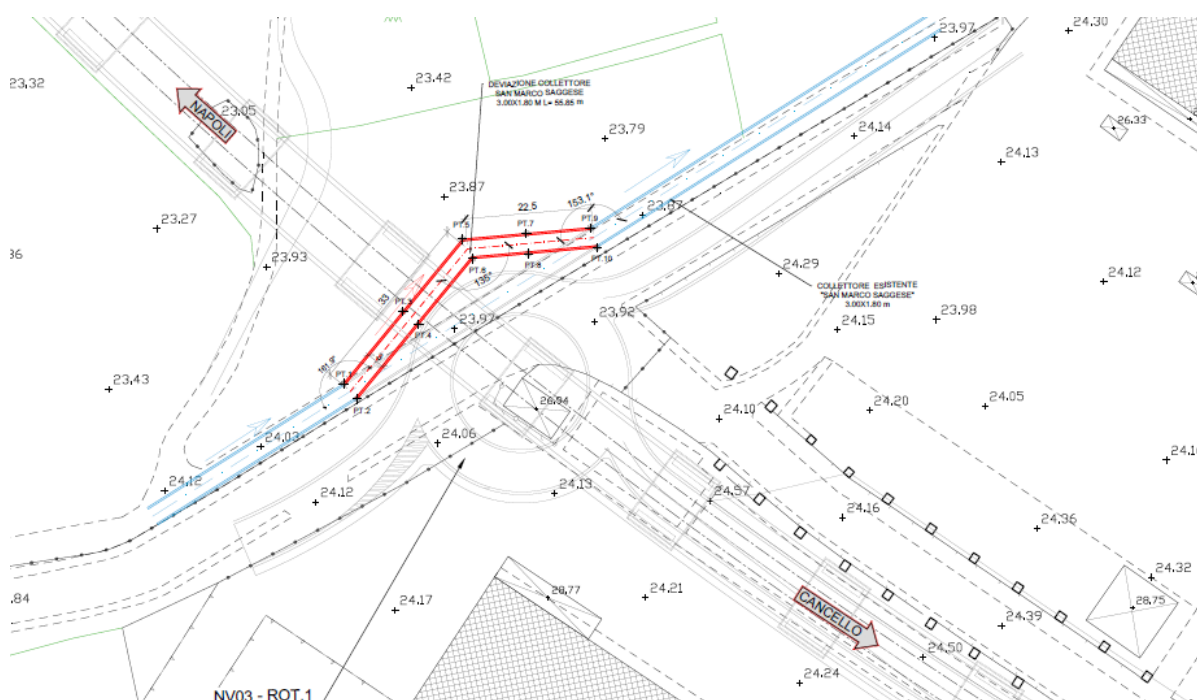 23.97
24.30
23.32
23.42
DEVIAZIONE COLLETTORE
SAN MARCO SAGGESE
3.00X1.80 M L= 55.85 m
NAPOLI
23.05
26.33
23.79
24.14
24.13
23.87
153.1°
22.5
23.87
23.27
PT.5
PT.7
PT.9
36
23.93
PT.6
PT.8
PT.10
24.29
24.12
135°
COLLETTORE ESISTENTE
"SAN MARCO SAGGESE"
3.00X1.80 m
33
PT.3
PT.4
23.97
23.92
24.15
23.98
161.9°
PT.1
PT.2
23.43
26.94
24.10
24.20
24.05
24.03
24.06
24.12
24.12
24.13
24.57
24.16
24.36
.84
24.17
28.77
24.21
CANCELLO
24.32
28.75
24.39
24.50
24.24
NV03 - ROT.1